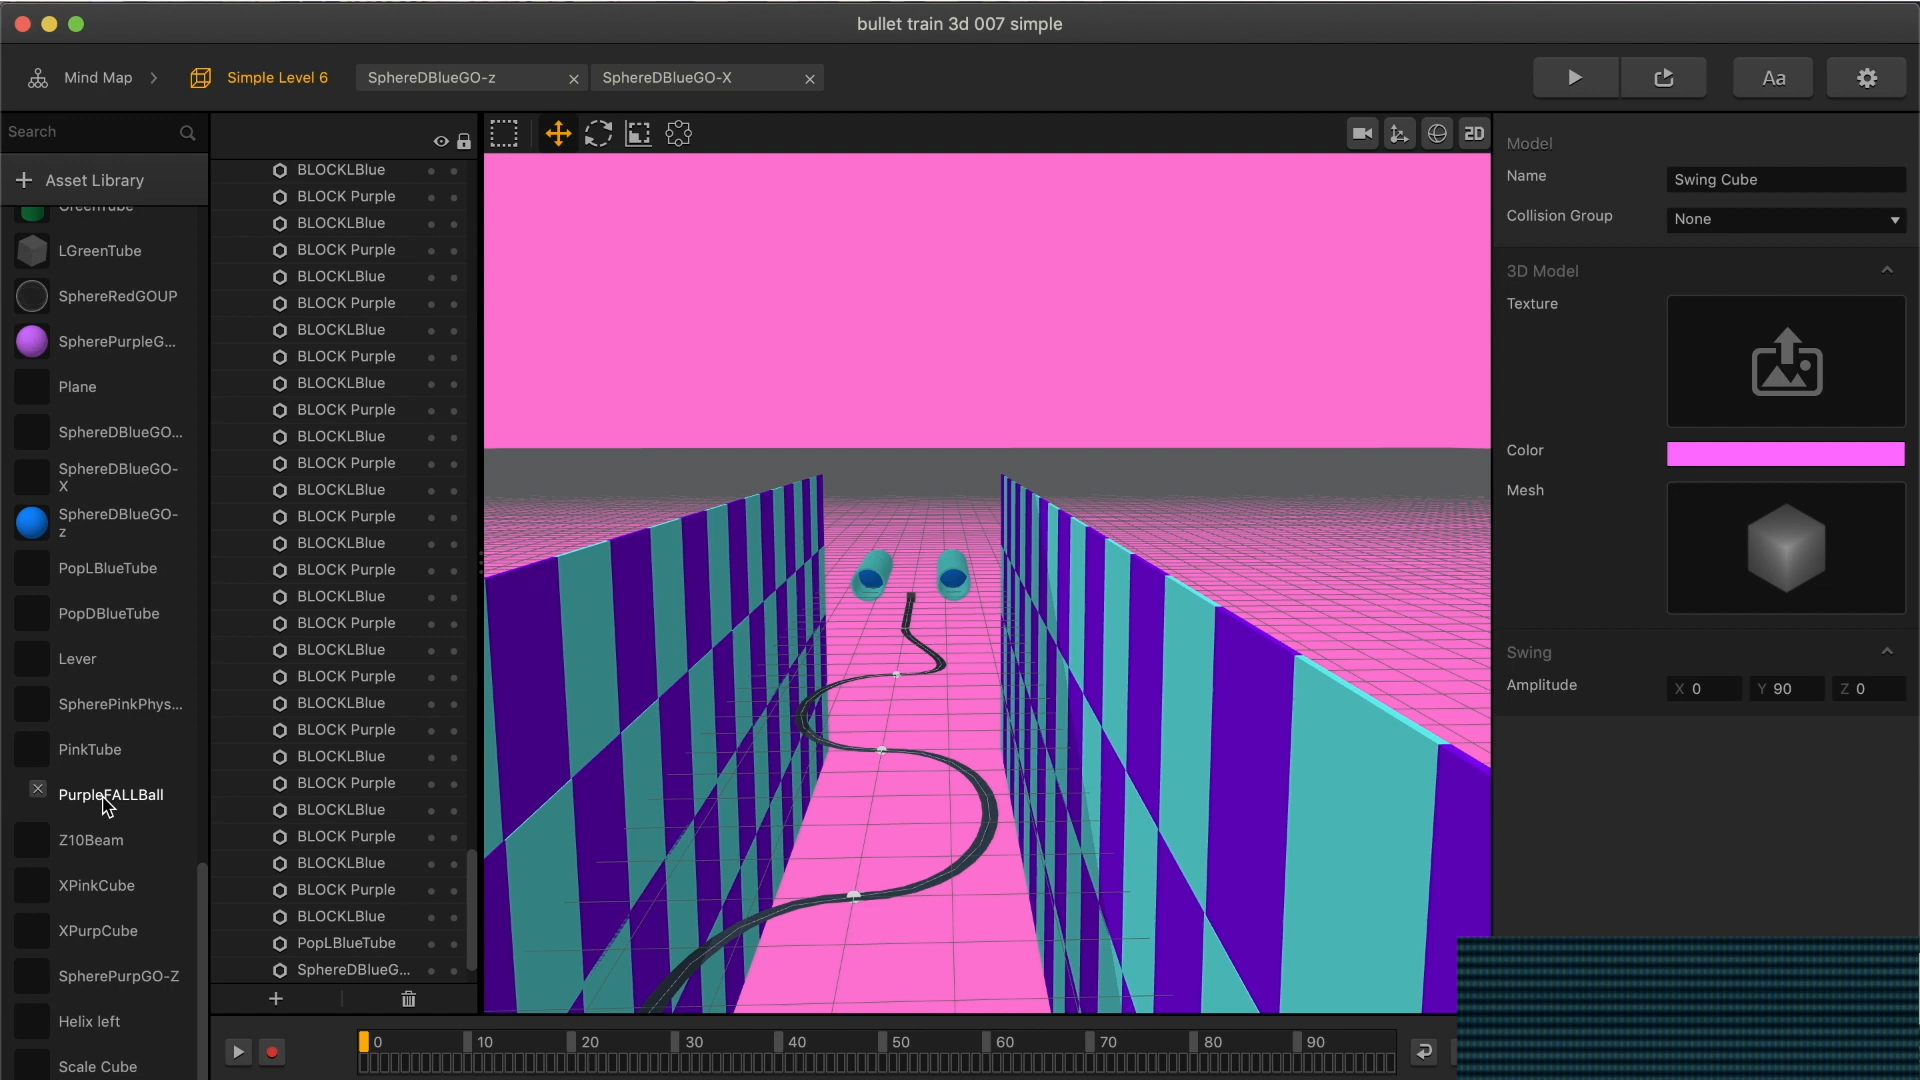 bullet train 3d 007 simple
Mind Map
Simple Level 6
SphereDBlueGO-z
SphereDBlueGO-X
Aa
Search
Asset Library
GreenTube
LGreenTube
SphereRedGOUP
SpherePurpleG...
Plane
SphereDBlueGO...
SphereDBlueGO-
X
SphereDBlueGO-
z
PopLBlueTube
PopDBlueTube
Lever
SpherePinkPhys...
PinkTube
PurpleFALLBall
Z10Beam
XPinkCube
XPurpCube
SpherePurpGO-Z
Helix left
Scale Cube
BLOCKLBlue
BLOCK Purple
BLOCKLBlue
BLOCK Purple
BLOCKLBlue
BLOCK Purple
BLOCKLBlue
BLOCK Purple
BLOCKLBlue
BLOCK Purple
BLOCKLBlue
BLOCK Purple
BLOCKLBlue
BLOCK Purple
BLOCKLBlue
BLOCK Purple
BLOCKLBlue
BLOCK Purple
BLOCKLBlue
BLOCK Purple
BLOCKLBlue
BLOCK Purple
BLOCKLBlue
BLOCK Purple
BLOCKLBlue
BLOCK Purple
BLOCKLBlue
BLOCK Purple
BLOCKLBlue
PopLBlueTube
SphereDBlueG...
2D
Model
Name
Swing Cube
Collision Group
None
3D Model
Texture
Color
Mesh
Swing
Amplitude
X 0
Y 90
Z 0
0 10 20 30 40 50 60 70 80 90